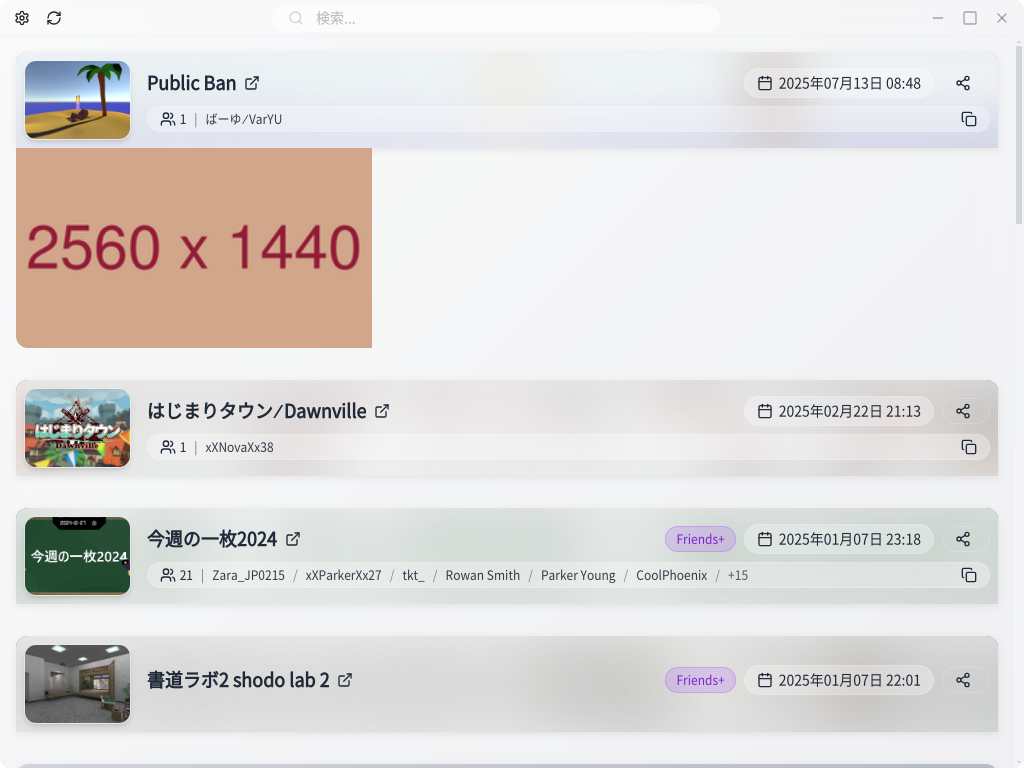 検索...
Public Ban
2025年07月13日 08:48
1 | ばーゆ/VarYU
2560 x 1440
はじまりタウン/Dawnville
2025年02月22日 21:13
はじまりタウン
Dawnville
1 | xXNovaXx38
今週の一枚2024
Friends+
2025年01月07日 23:18
今週の一枚2024
21 | Zara_JP0215 / xXParkerXx27 / tkt_ / Rowan Smith / Parker Young / CoolPhoenix / +15
書道ラボ2 shodo lab 2
Friends+
2025年01月07日 22:01